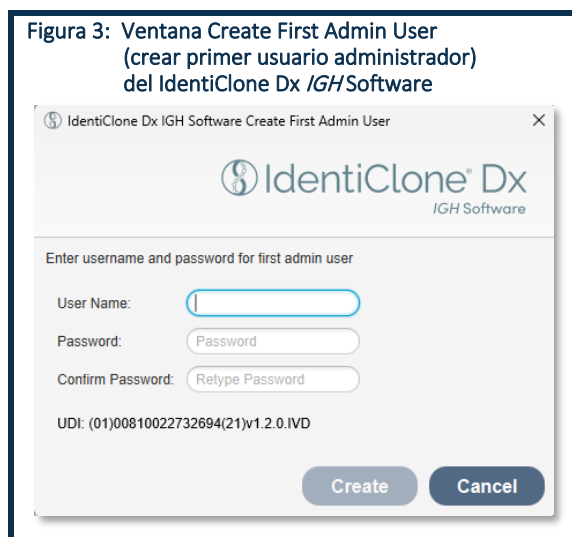 Figura 3: Ventana Create First Admin User
(crear primer usuario administrador)
del IdentiClone Dx IGH Software
IdentiClone Dx IGH Software Create First Admin User
IdentiClone® Dx
IGH Software
Enter username and password for first admin user
User Name:
Password: Password
Confirm Password: Retype Password
UDI: (01)00810022732694(21)v1.2.0.IVD
Create Cancel